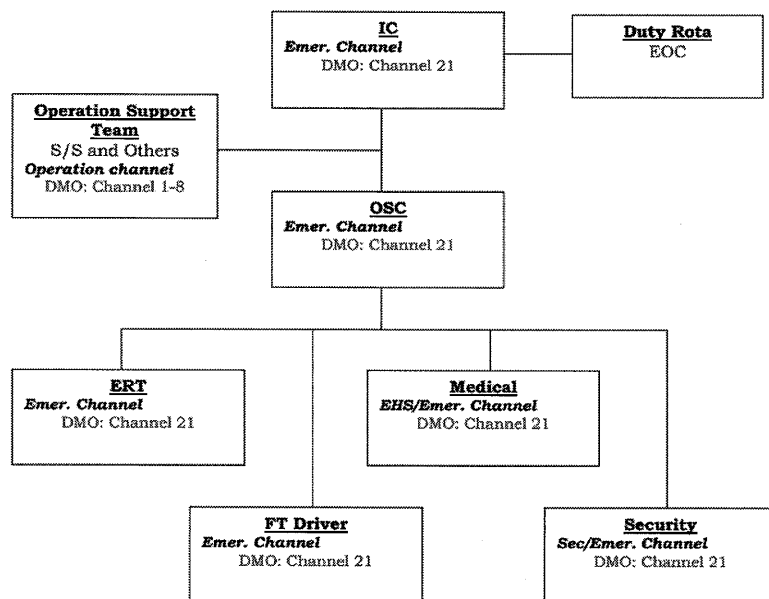 IC
Emer. Channel
DMO: Channel 21
Duty Rota
EOC
Operation Support
Team
S/S and Others
Operation channel
DMO: Channel 1-8
OSC
Emer. Channel
DMO: Channel 21
ERT
Emer. Channel
DMO: Channel 21
Medical
EHS/Emer. Channel
DMO: Channel 21
FT Driver
Emer. Channel
DMO: Channel 21
Security
Sec/Emer. Channel
DMO: Channel 21